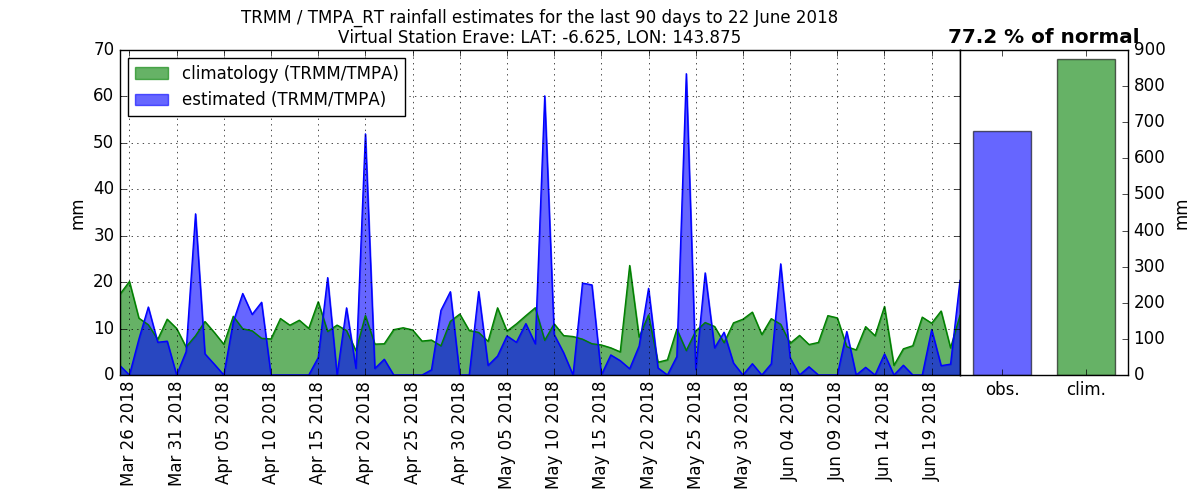 TRMM / TMPA_RT rainfall estimates for the last 90 days to 22 June 2018
Virtual Station Erave: LAT: -6.625, LON: 143.875
77.2 % of normal
climatology (TRMM/TMPA)
estimated (TRMM/TMPA)
mm
70
60
50
40
30
20
10
0
Mar 26 2018
Mar 31 2018
Apr 05 2018
Apr 10 2018
Apr 15 2018
Apr 20 2018
Apr 25 2018
Apr 30 2018
May 05 2018
May 10 2018
May 15 2018
May 20 2018
May 25 2018
May 30 2018
Jun 04 2018
Jun 09 2018
Jun 14 2018
Jun 19 2018
obs.
clim.
900
800
700
600
500
400
300
200
100
0
mm